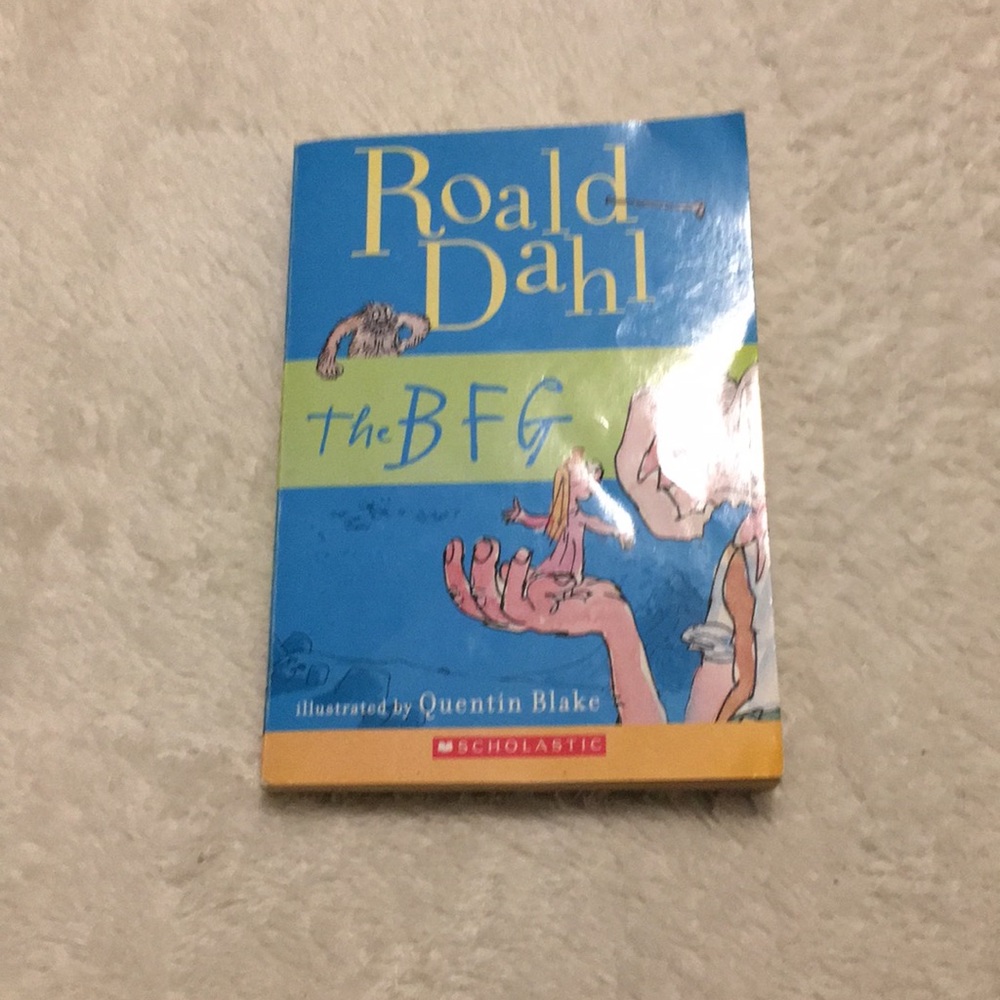 Roald
Dahl
the BFG
illustrated by Quentin Blake
SCHOLASTIC